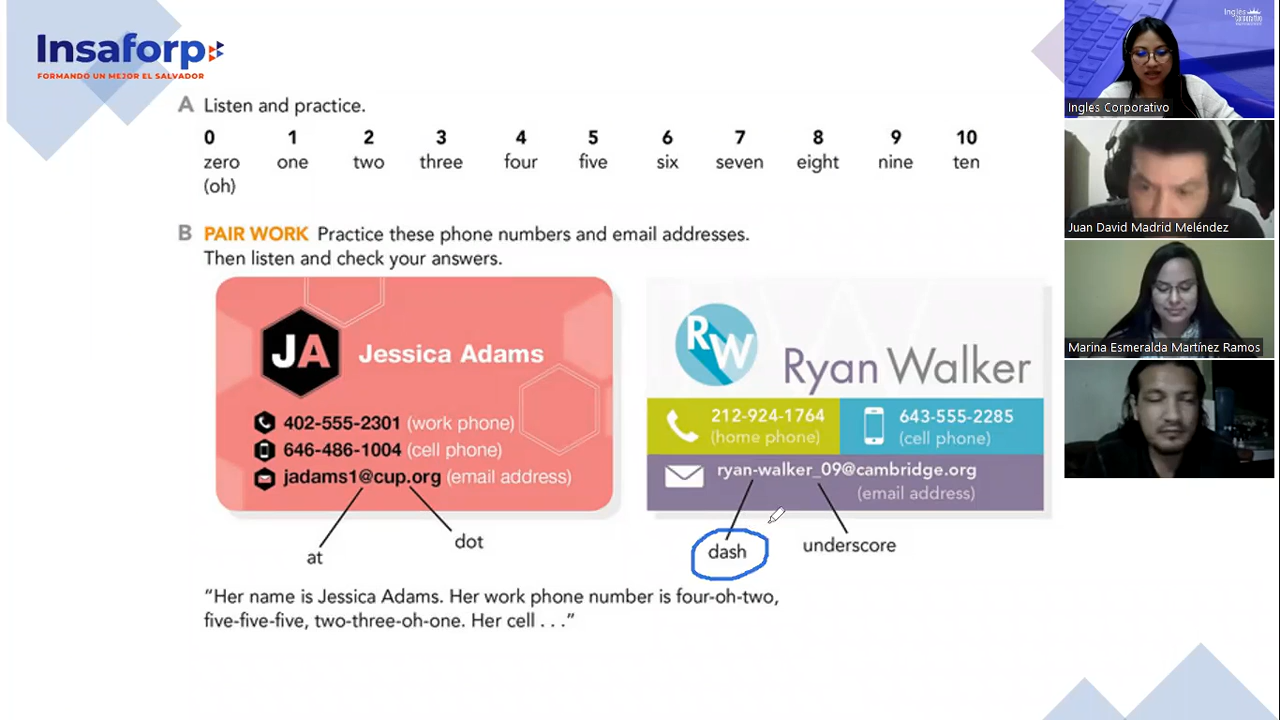 Insaforp
FORMANDO UN MEJOR EL SALVADOR
A Listen and practice.
0 1 2 3 4 5 6 7 8 9 10
zero one two three four five six seven eight nine ten
(oh)
B PAIR WORK Practice these phone numbers and email addresses.
Then listen and check your answers.
JA
Jessica Adams
402-555-2301 (work phone)
646-486-1004 (cell phone)
jadams1@cup.org (email address)
at
dot
RW
Ryan Walker
212-924-1764
(home phone)
643-555-2285
(cell phone)
ryan-walker_09@cambridge.org
(email address)
dash
underscore
“Her name is Jessica Adams. Her work phone number is four-oh-two,
five-five-five, two-three-oh-one. Her cell . . .”
Inglés
corporativo
Ingles Corporativo
Juan David Madrid Meléndez
Marina Esmeralda Martínez Ramos